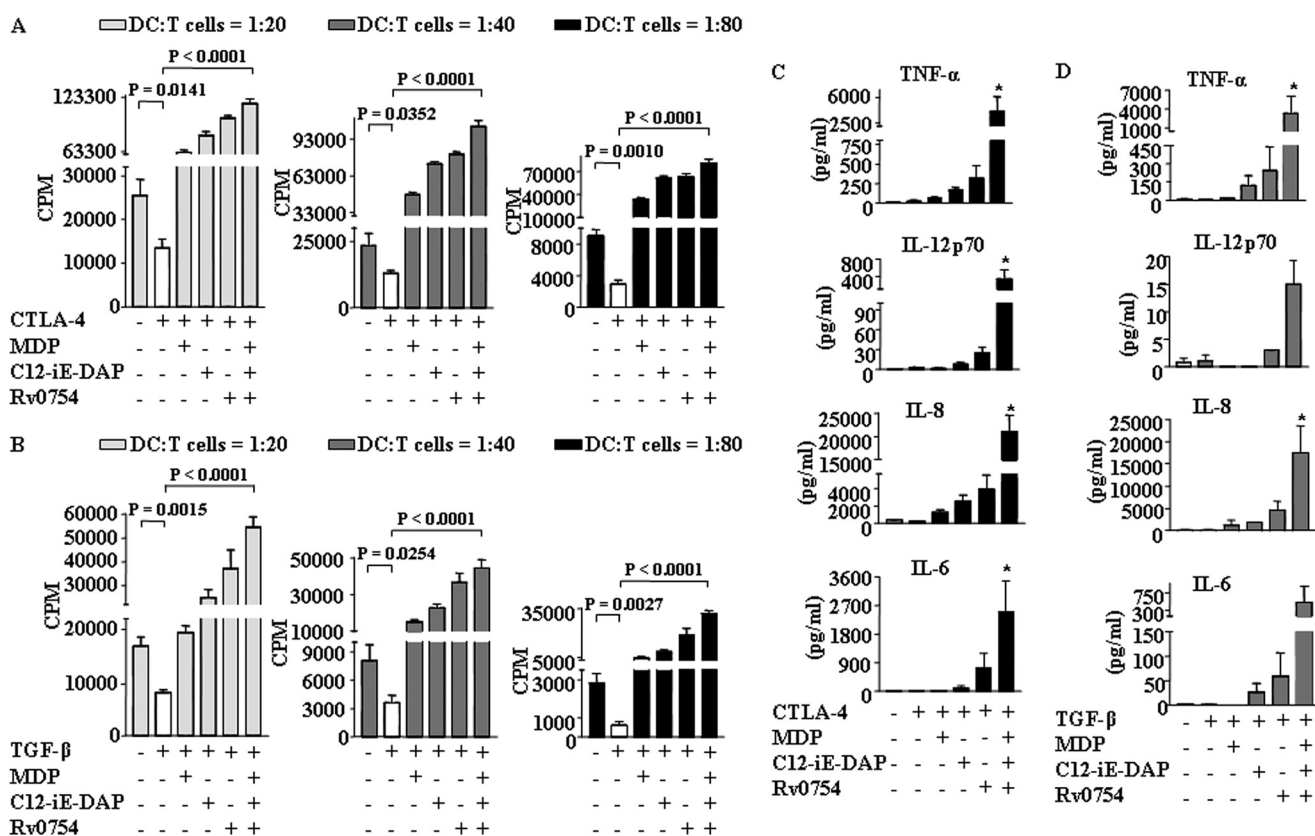 A
DC:T cells = 1:20
DC:T cells = 1:40
DC:T cells = 1:80
P < 0.0001
P = 0.0141
123300
63300
30000
20000
10000
0
CPM
P < 0.0001
P = 0.0352
93000
63000
33000
25000
0
CPM
P < 0.0001
P = 0.0010
70000
40000
10000
8000
4000
0
CPM
CTLA-4 - + + + + + - + + + + + - + + + + +
MDP - - + - - + - - + - - + - - + - - +
C12-iE-DAP - - - + - + - - - + - + - - - + - +
Rv0754 - - - - + + - - - - + + - - - - + +
B
DC:T cells = 1:20
DC:T cells = 1:40
DC:T cells = 1:80
P < 0.0001
P = 0.0015
60000
50000
40000
30000
20000
10000
0
CPM
P < 0.0001
P = 0.0254
50000
30000
10000
9000
6000
3000
0
CPM
P < 0.0001
P = 0.0027
35000
5000
3000
1000
0
CPM
TGF-β - + + + + + - + + + + + - + + + + +
MDP - - + - - + - - + - - + - - + - - +
C12-iE-DAP - - - + - + - - - + - + - - - + - +
Rv0754 - - - - + + - - - - + + - - - - + +
C
TNF-α
*
6000
2500
750
500
250
0
(pg/ml)
IL-12p70
*
800
400
90
60
30
0
(pg/ml)
IL-8
*
25000
20000
15000
4000
2000
0
(pg/ml)
IL-6
*
3600
2700
1800
900
0
(pg/ml)
CTLA-4 - + + + + +
MDP - - + - - +
C12-iE-DAP - - - + - +
Rv0754 - - - - + +
D
TNF-α
*
7000
4000
1000
450
300
150
0
(pg/ml)
IL-12p70
20
15
10
5
0
(pg/ml)
IL-8
*
25000
20000
15000
10000
5000
0
(pg/ml)
IL-6
750
300
150
100
50
0
(pg/ml)
TGF-β - + + + + +
MDP - - + - - +
C12-iE-DAP - - - + - +
Rv0754 - - - - + +